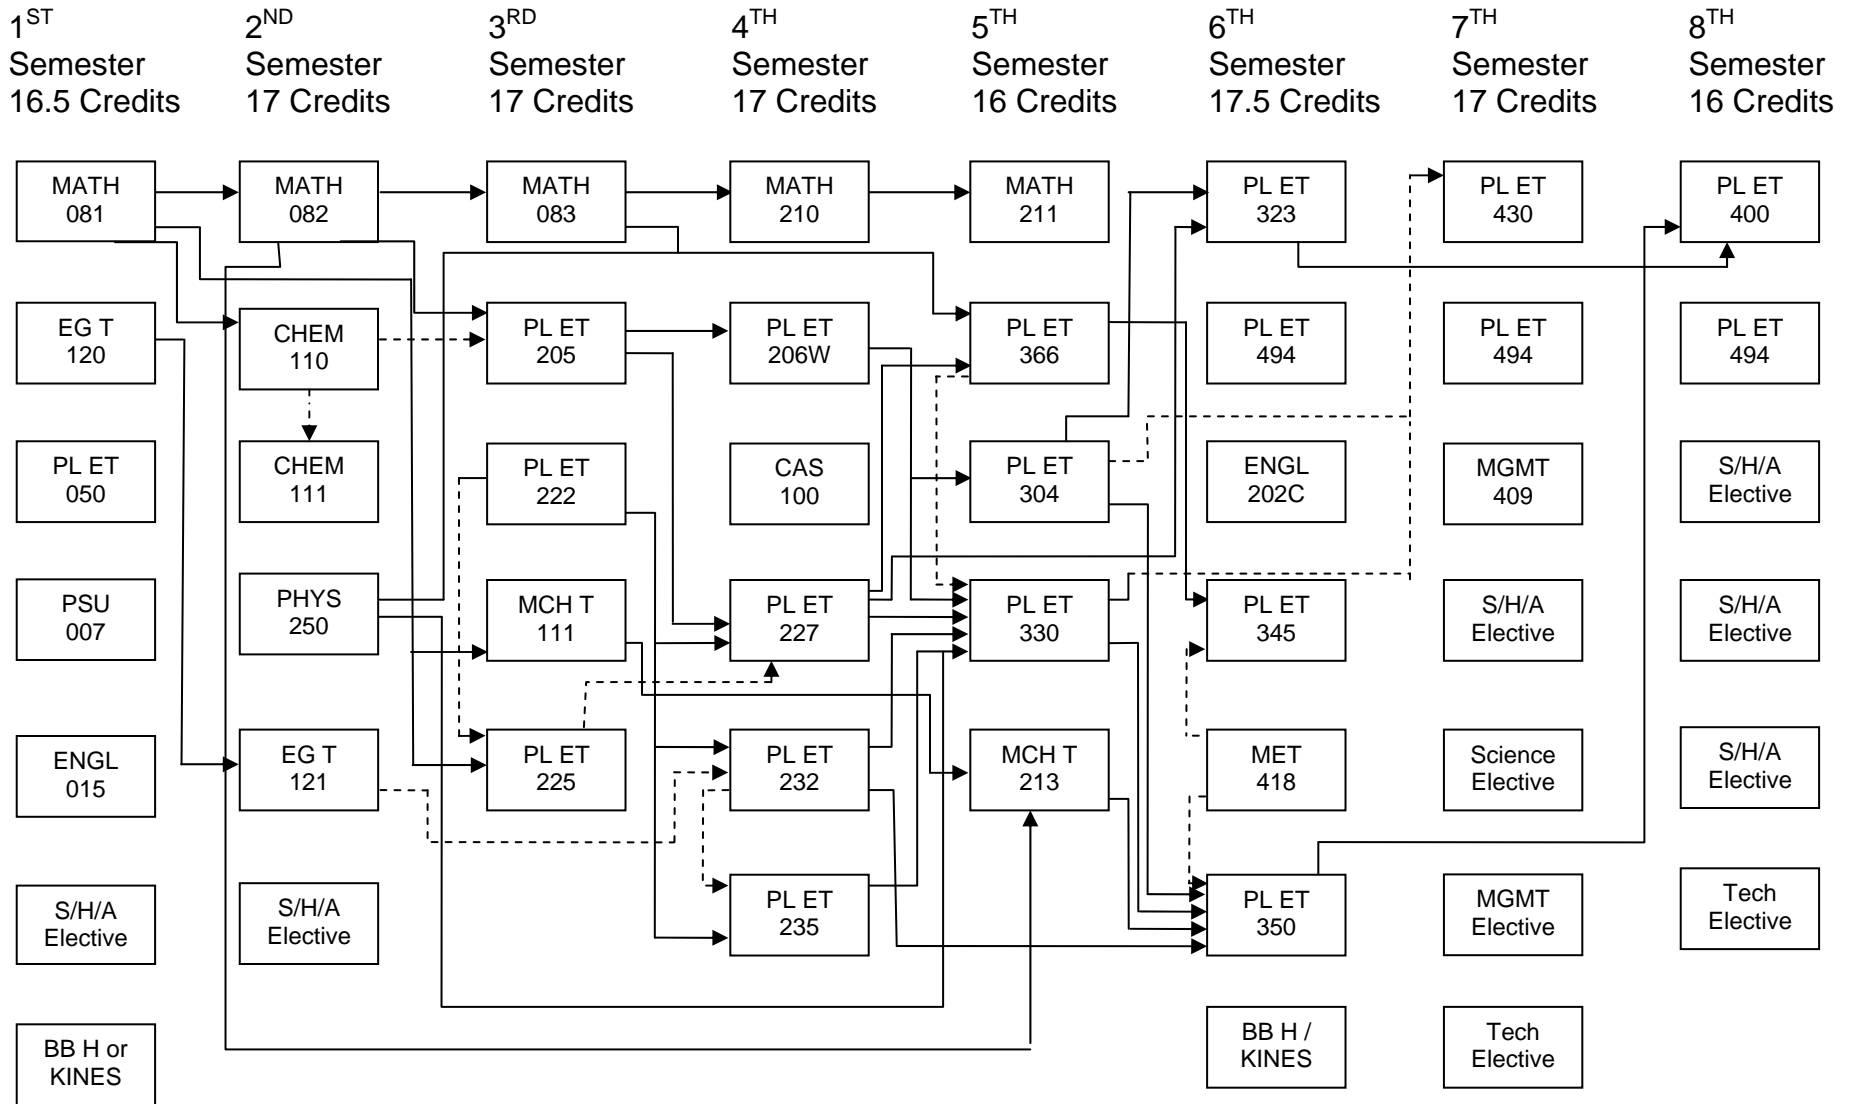 1ST
Semester
16.5 Credits
2ND
Semester
17 Credits
3RD
Semester
17 Credits
4TH
Semester
17 Credits
5TH
Semester
16 Credits
6TH
Semester
17.5 Credits
7TH
Semester
17 Credits
8TH
Semester
16 Credits
MATH
081
EG T
120
PL ET
050
PSU
007
ENGL
015
S/H/A
Elective
BB H or
KINES
MATH
082
CHEM
110
CHEM
111
PHYS
250
EG T
121
S/H/A
Elective
MATH
083
PL ET
205
PL ET
222
MCH T
111
PL ET
225
MATH
210
PL ET
206W
CAS
100
PL ET
227
PL ET
232
PL ET
235
MATH
211
PL ET
366
PL ET
304
PL ET
330
MCH T
213
PL ET
323
PL ET
494
ENGL
202C
PL ET
345
MET
418
PL ET
350
BB H /
KINES
PL ET
430
PL ET
494
MGMT
409
S/H/A
Elective
Science
Elective
MGMT
Elective
Tech
Elective
PL ET
400
PL ET
494
S/H/A
Elective
S/H/A
Elective
S/H/A
Elective
Tech
Elective